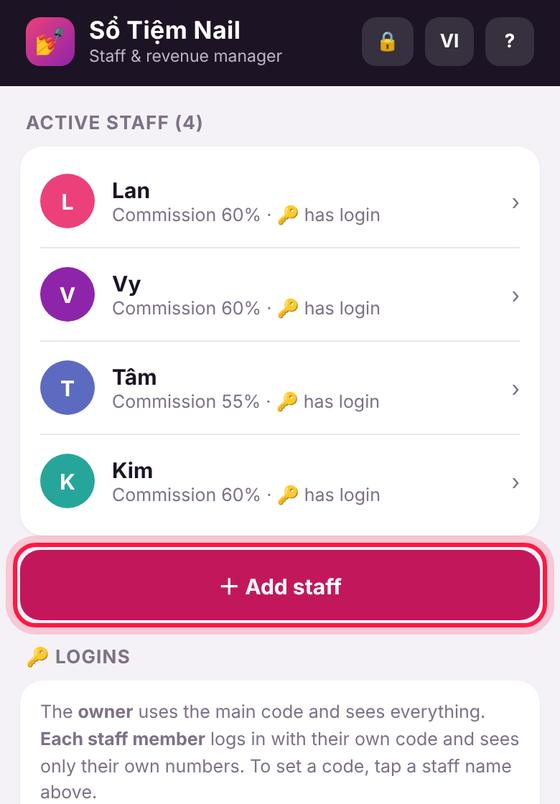 Sổ Tiệm Nail
Staff & revenue manager
VI
?
ACTIVE STAFF (4)
L
Lan
Commission 60% · 🔑 has login
›
V
Vy
Commission 60% · 🔑 has login
›
T
Tâm
Commission 55% · 🔑 has login
›
K
Kim
Commission 60% · 🔑 has login
›
+ Add staff
🔑 LOGINS
The owner uses the main code and sees everything.
Each staff member logs in with their own code and sees
only their own numbers. To set a code, tap a staff name
above.